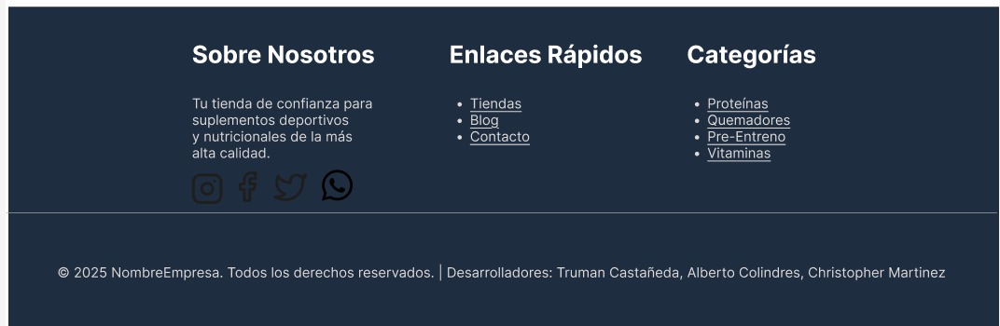 Sobre Nosotros
Tu tienda de confianza para
suplementos deportivos
y nutricionales de la más
alta calidad.
Enlaces Rápidos
Tiendas
Blog
Contacto
Categorías
Proteínas
Quemadores
Pre-Entreno
Vitaminas
© 2025 NombreEmpresa. Todos los derechos reservados. | Desarrolladores: Truman Castañeda, Alberto Colindres, Christopher Martinez